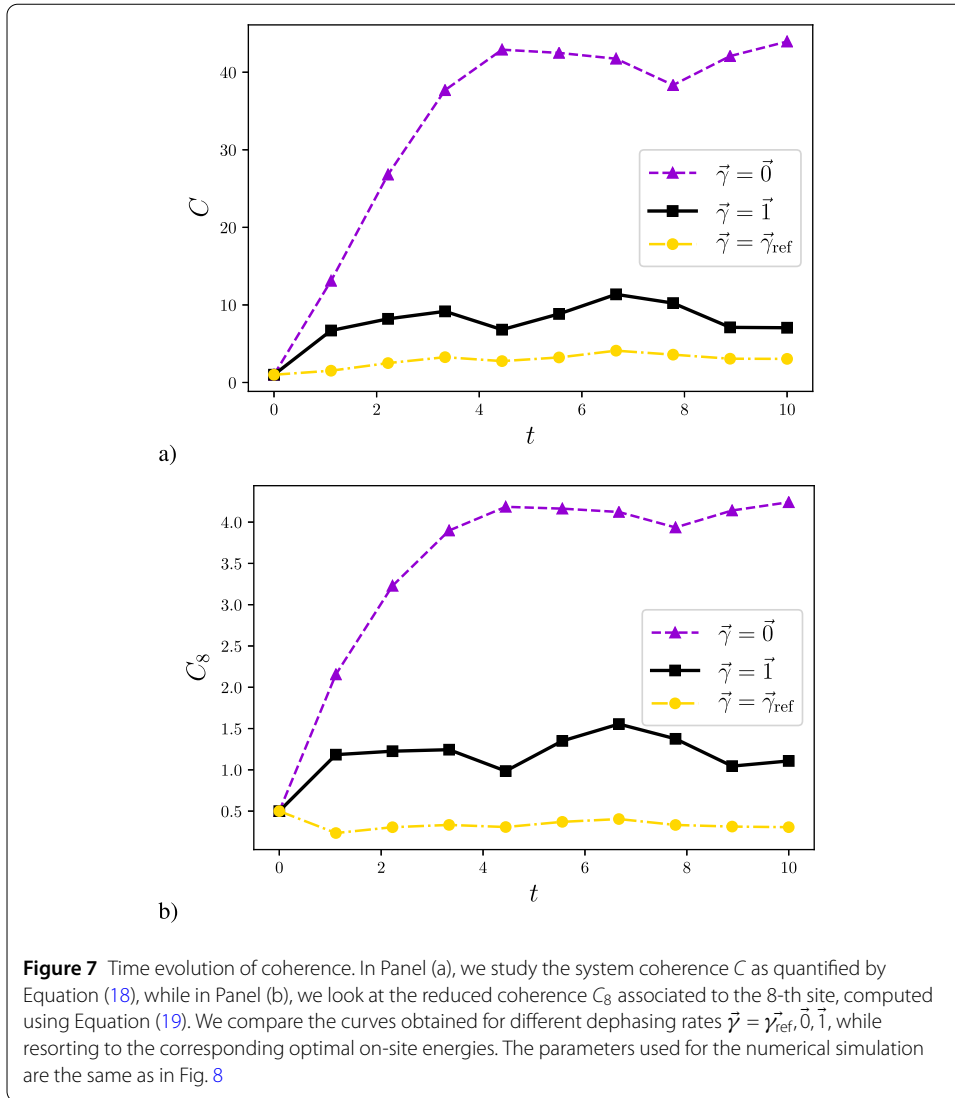 40
30
20
10
0
C
γ⃗ = 0⃗
γ⃗ = 1⃗
γ⃗ = γ⃗ref
0 2 4 6 8 10
t
a)
4.0
3.5
3.0
2.5
2.0
1.5
1.0
0.5
C8
γ⃗ = 0⃗
γ⃗ = 1⃗
γ⃗ = γ⃗ref
0 2 4 6 8 10
t
b)
Figure 7 Time evolution of coherence. In Panel (a), we study the system coherence C as quantified by
Equation (18), while in Panel (b), we look at the reduced coherence C8 associated to the 8-th site, computed
using Equation (19). We compare the curves obtained for different dephasing rates γ⃗ = γ⃗ref, 0⃗, 1⃗, while
resorting to the corresponding optimal on-site energies. The parameters used for the numerical simulation
are the same as in Fig. 8